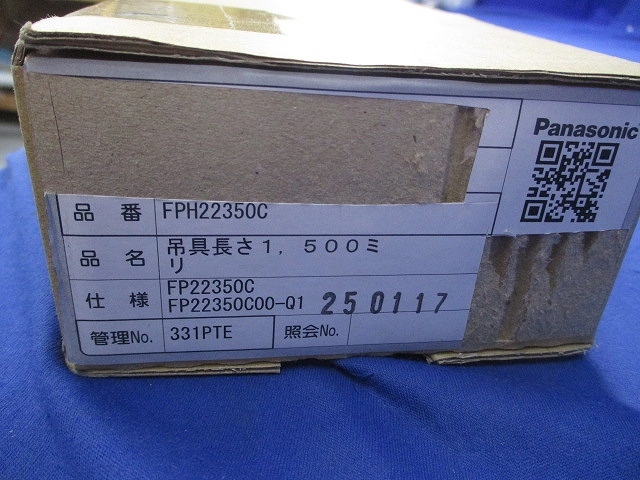 Panasonic
品番 FPH22350C
品名 吊具長さ1,500ミ
リ
仕様 FP22350C
FP22350C00-Q1 250117
管理No. 331PTE 照会No.